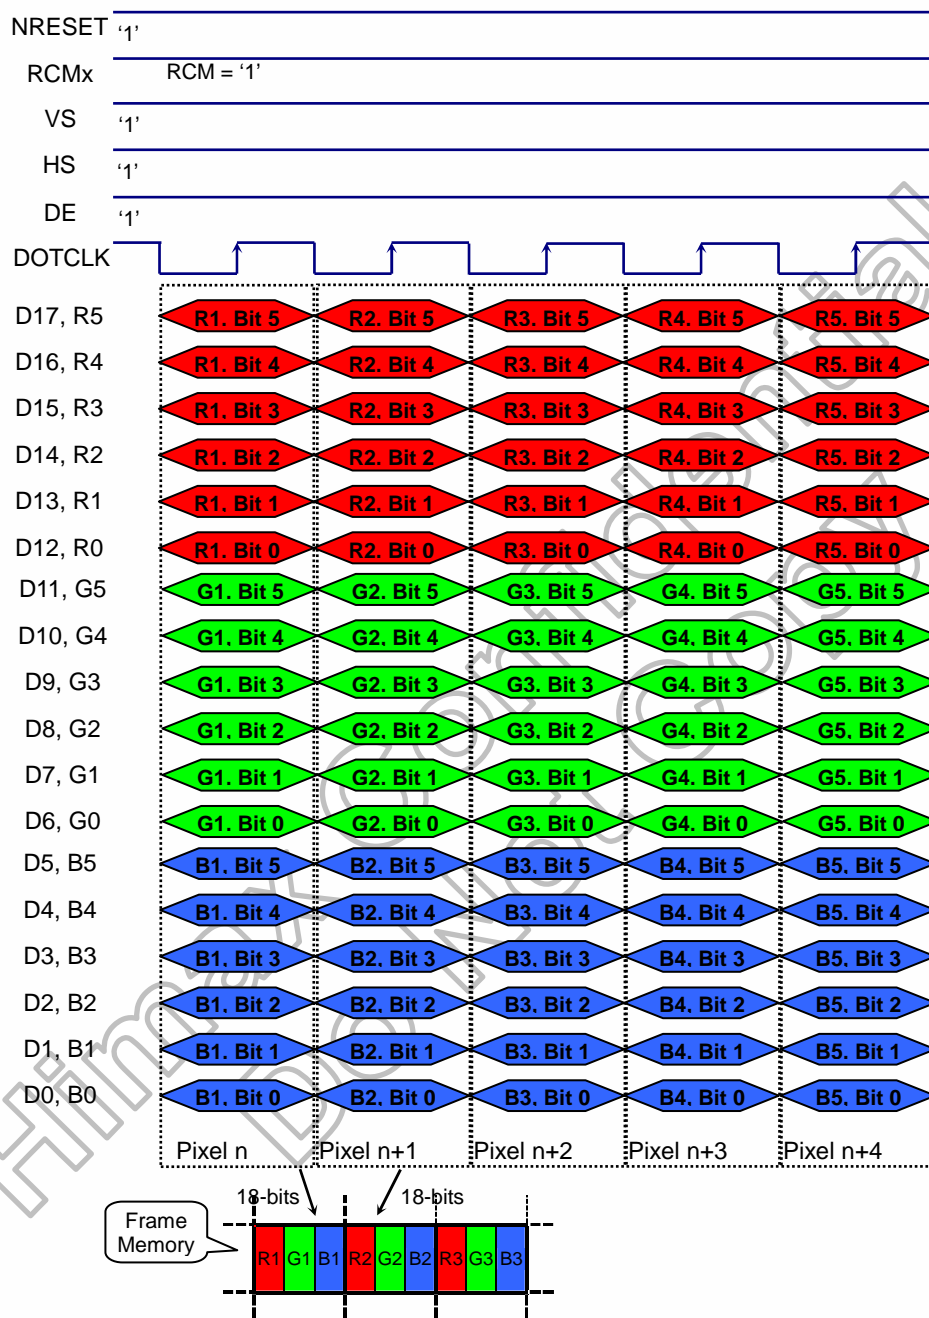 NRESET ‘1’
RCMx RCM = ‘1’
VS ‘1’
HS ‘1’
DE ‘1’
DOTCLK
D17, R5 R1. Bit 5 R2. Bit 5 R3. Bit 5 R4. Bit 5 R5. Bit 5
D16, R4 R1. Bit 4 R2. Bit 4 R3. Bit 4 R4. Bit 4 R5. Bit 4
D15, R3 R1. Bit 3 R2. Bit 3 R3. Bit 3 R4. Bit 3 R5. Bit 3
D14, R2 R1. Bit 2 R2. Bit 2 R3. Bit 2 R4. Bit 2 R5. Bit 2
D13, R1 R1. Bit 1 R2. Bit 1 R3. Bit 1 R4. Bit 1 R5. Bit 1
D12, R0 R1. Bit 0 R2. Bit 0 R3. Bit 0 R4. Bit 0 R5. Bit 0
D11, G5 G1. Bit 5 G2. Bit 5 G3. Bit 5 G4. Bit 5 G5. Bit 5
D10, G4 G1. Bit 4 G2. Bit 4 G3. Bit 4 G4. Bit 4 G5. Bit 4
D9, G3 G1. Bit 3 G2. Bit 3 G3. Bit 3 G4. Bit 3 G5. Bit 3
D8, G2 G1. Bit 2 G2. Bit 2 G3. Bit 2 G4. Bit 2 G5. Bit 2
D7, G1 G1. Bit 1 G2. Bit 1 G3. Bit 1 G4. Bit 1 G5. Bit 1
D6, G0 G1. Bit 0 G2. Bit 0 G3. Bit 0 G4. Bit 0 G5. Bit 0
D5, B5 B1. Bit 5 B2. Bit 5 B3. Bit 5 B4. Bit 5 B5. Bit 5
D4, B4 B1. Bit 4 B2. Bit 4 B3. Bit 4 B4. Bit 4 B5. Bit 4
D3, B3 B1. Bit 3 B2. Bit 3 B3. Bit 3 B4. Bit 3 B5. Bit 3
D2, B2 B1. Bit 2 B2. Bit 2 B3. Bit 2 B4. Bit 2 B5. Bit 2
D1, B1 B1. Bit 1 B2. Bit 1 B3. Bit 1 B4. Bit 1 B5. Bit 1
D0, B0 B1. Bit 0 B2. Bit 0 B3. Bit 0 B4. Bit 0 B5. Bit 0
Pixel n Pixel n+1 Pixel n+2 Pixel n+3 Pixel n+4
18-bits 18-bits
Frame
Memory
R1 G1 B1 R2 G2 B2 R3 G3 B3
Himax Confidential
Do Not Copy